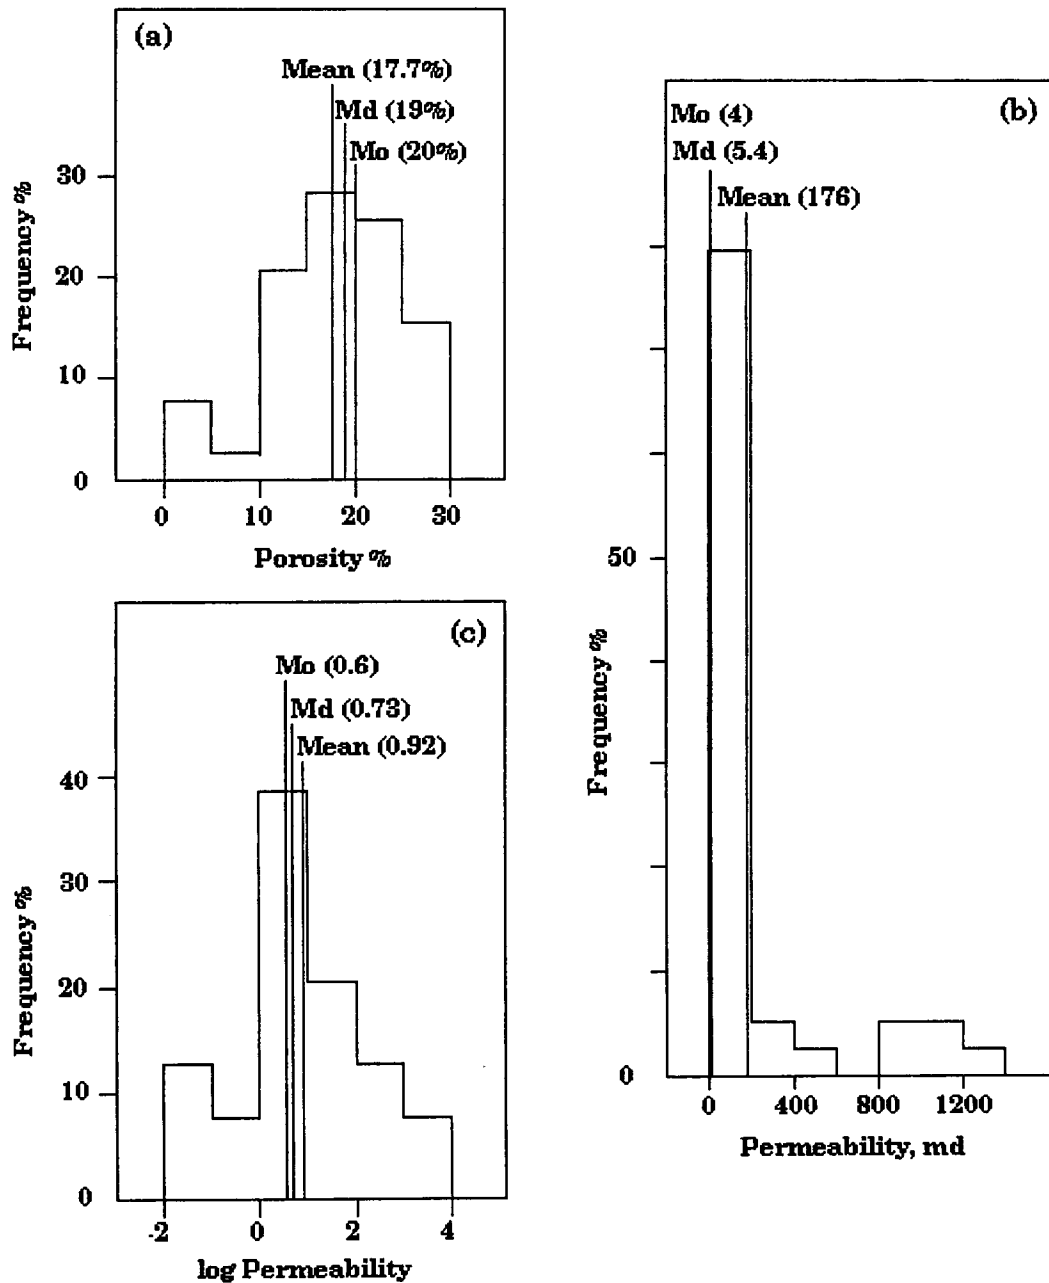 (a)
Mean (17.7%)
Md (19%)
Mo (20%)
30
20
10
0
Frequency %
0 10 20 30
Porosity %
(b)
Mo (4)
Md (5.4)
Mean (176)
50
0
Frequency %
0 400 800 1200
Permeability, md
(c)
Mo (0.6)
Md (0.73)
Mean (0.92)
40
30
20
10
0
Frequency %
-2 0 2 4
log Permeability